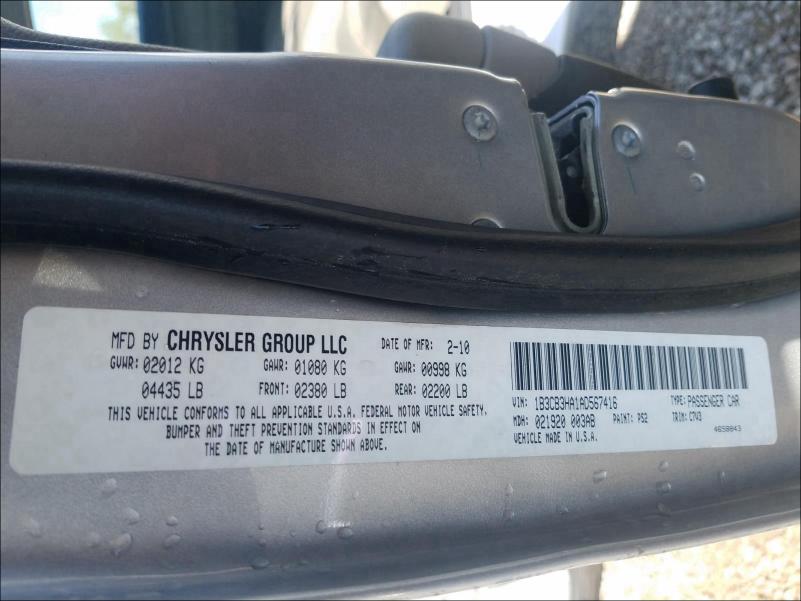 MFD BY CHRYSLER GROUP LLC DATE OF MFR: 2-10
GVWR: 02012 KG GAWR: 01080 KG GAWR: 00998 KG
04435 LB FRONT: 02380 LB REAR: 02200 LB
THIS VEHICLE CONFORMS TO ALL APPLICABLE U.S.A. FEDERAL MOTOR VEHICLE SAFETY,
BUMPER AND THEFT PREVENTION STANDARDS IN EFFECT ON
THE DATE OF MANUFACTURE SHOWN ABOVE.
VIN: 1B3CB3HA1AD567416 TYPE: PASSENGER CAR
MDH: 021920 003AB PAINT: PS2 TRIM: C7V3
VEHICLE MADE IN U.S.A. 4658843